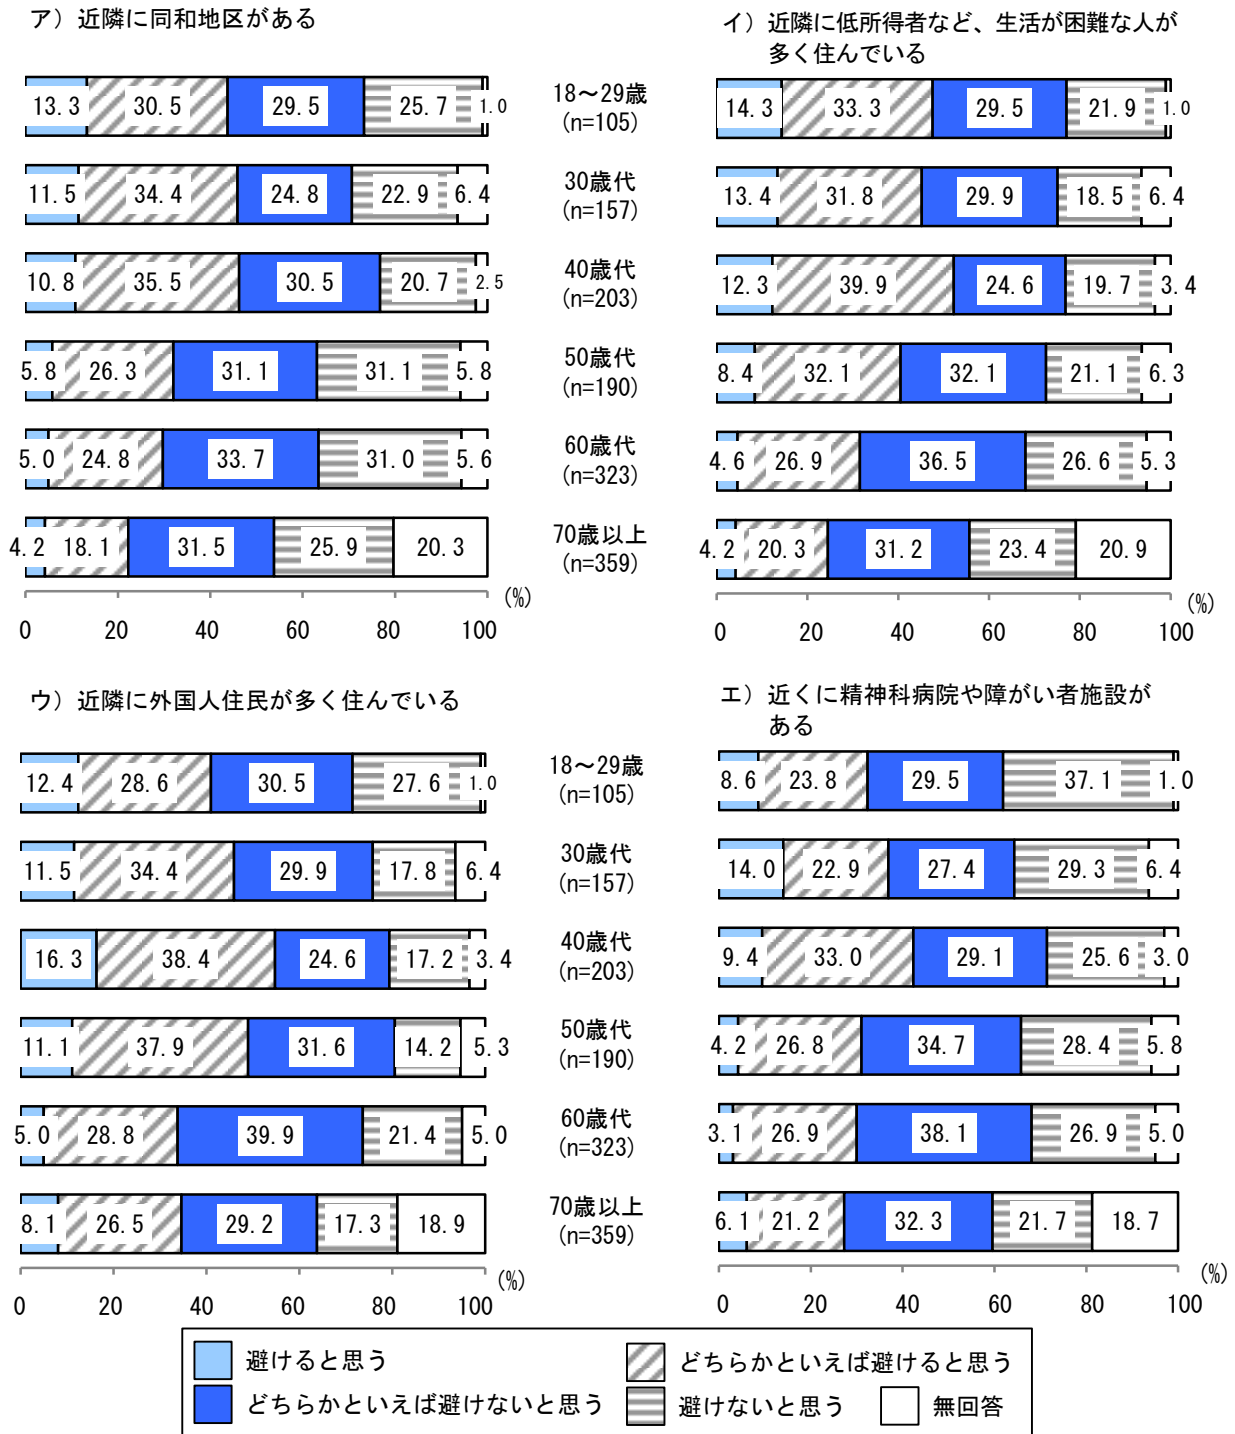 ア）近隣に同和地区がある
13.3 30.5 29.5 25.7 1.0
11.5 34.4 24.8 22.9 6.4
10.8 35.5 30.5 20.7 2.5
5.8 26.3 31.1 31.1 5.8
5.0 24.8 33.7 31.0 5.6
4.2 18.1 31.5 25.9 20.3
(%)
0 20 40 60 80 100
18～29歳
(n=105)
30歳代
(n=157)
40歳代
(n=203)
50歳代
(n=190)
60歳代
(n=323)
70歳以上
(n=359)
イ）近隣に低所得者など、生活が困難な人が
多く住んでいる
14.3 33.3 29.5 21.9 1.0
13.4 31.8 29.9 18.5 6.4
12.3 39.9 24.6 19.7 3.4
8.4 32.1 32.1 21.1 6.3
4.6 26.9 36.5 26.6 5.3
4.2 20.3 31.2 23.4 20.9
(%)
0 20 40 60 80 100
ウ）近隣に外国人住民が多く住んでいる
12.4 28.6 30.5 27.6 1.0
11.5 34.4 29.9 17.8 6.4
16.3 38.4 24.6 17.2 3.4
11.1 37.9 31.6 14.2 5.3
5.0 28.8 39.9 21.4 5.0
8.1 26.5 29.2 17.3 18.9
(%)
0 20 40 60 80 100
18～29歳
(n=105)
30歳代
(n=157)
40歳代
(n=203)
50歳代
(n=190)
60歳代
(n=323)
70歳以上
(n=359)
エ）近くに精神科病院や障がい者施設が
ある
8.6 23.8 29.5 37.1 1.0
14.0 22.9 27.4 29.3 6.4
9.4 33.0 29.1 25.6 3.0
4.2 26.8 34.7 28.4 5.8
3.1 26.9 38.1 26.9 5.0
6.1 21.2 32.3 21.7 18.7
(%)
0 20 40 60 80 100
避けると思う どちらかといえば避けると思う
どちらかといえば避けないと思う 避けないと思う 無回答